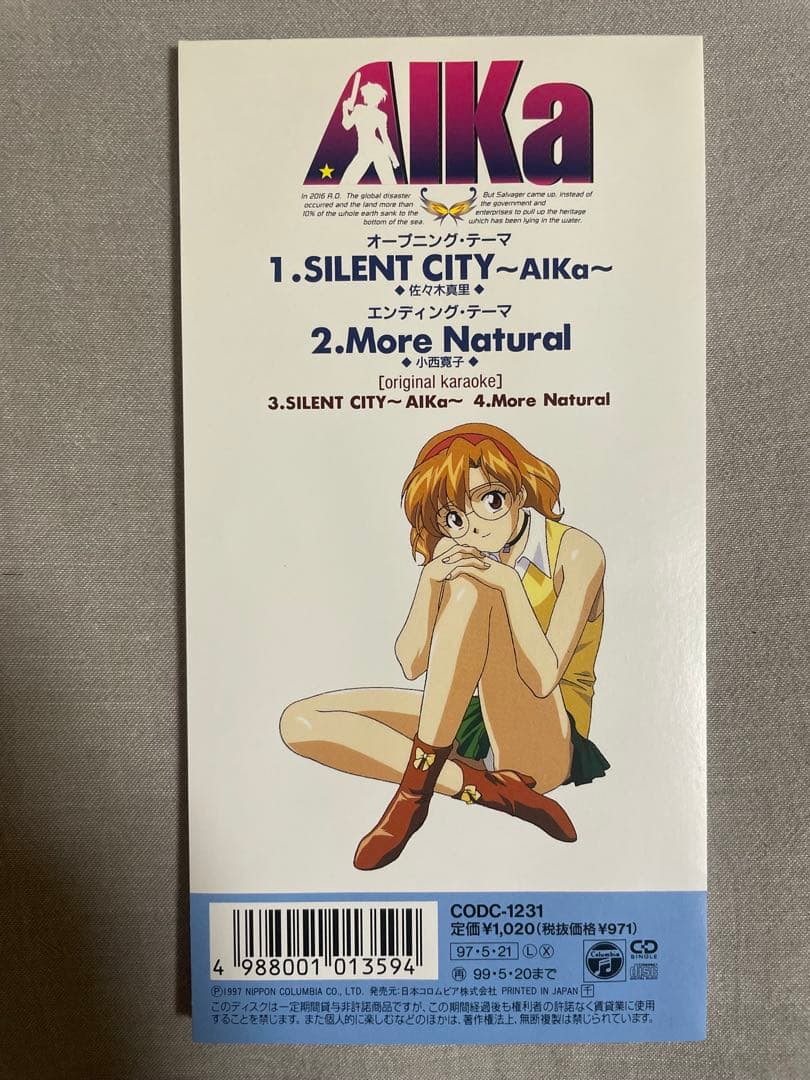 AIKa
In 2016 A.D. The global disaster
occurred and the land more than
10% of the whole earth sank to the
bottom of the sea.
But Salvager came up, instead of
the government and
enterprises to pull up the heritage
which has been lying in the water.
オープニング・テーマ
1.SILENT CITY〜AIKa〜
◆ 佐々木真里 ◆
エンディング・テーマ
2.More Natural
◆ 小西寛子 ◆
[original karaoke]
3.SILENT CITY〜AIKa〜 4.More Natural
CODC-1231
定価¥1,020(税抜価格¥971)
97・5・21 Ⓛ Ⓧ
再 99・5・20まで
Columbia
CD SINGLE
COMPACT disc DIGITAL AUDIO
4 988001 013594
Ⓟ1997 NIPPON COLUMBIA CO., LTD. 発売元:日本コロムビア株式会社 PRINTED IN JAPAN 千
このディスクは一定期間貸与非許諾商品ですが、この期間経過後も権利者の許諾なく賃貸業に使用
することを禁じます。また個人的に楽しむなどのほかは、著作権法上、無断複製は禁じられています。